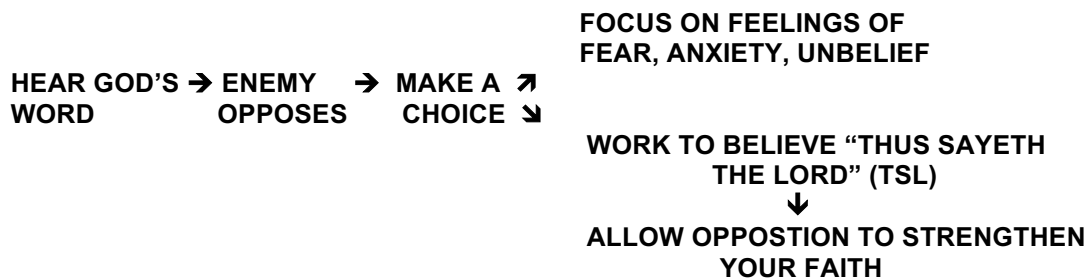 FOCUS ON FEELINGS OF
FEAR, ANXIETY, UNBELIEF
HEAR GOD'S → ENEMY → MAKE A ↗
WORD OPPOSES CHOICE ↘
WORK TO BELIEVE “THUS SAYETH
THE LORD” (TSL)
↓
ALLOW OPPOSTION TO STRENGTHEN
YOUR FAITH